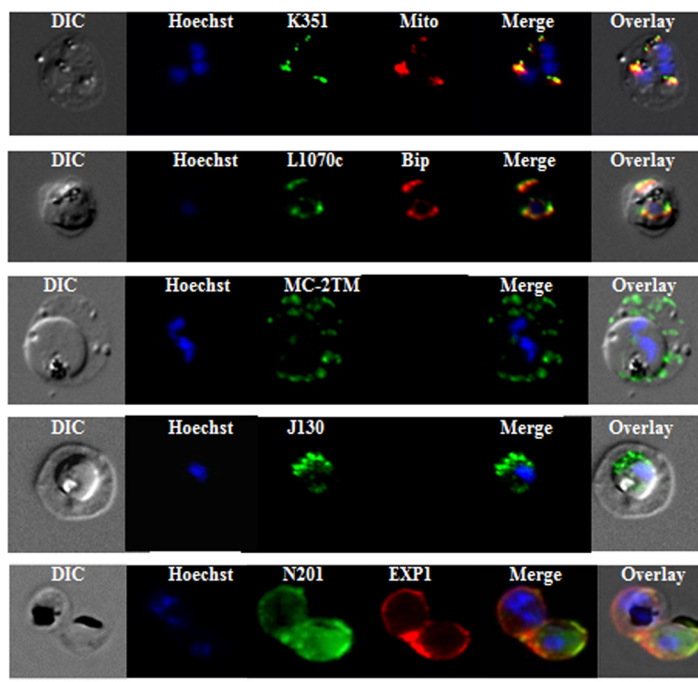 DIC Hoechst K351 Mito Merge Overlay
DIC Hoechst L1070c Bip Merge Overlay
DIC Hoechst MC-2TM Merge Overlay
DIC Hoechst J130 Merge Overlay
DIC Hoechst N201 EXP1 Merge Overlay